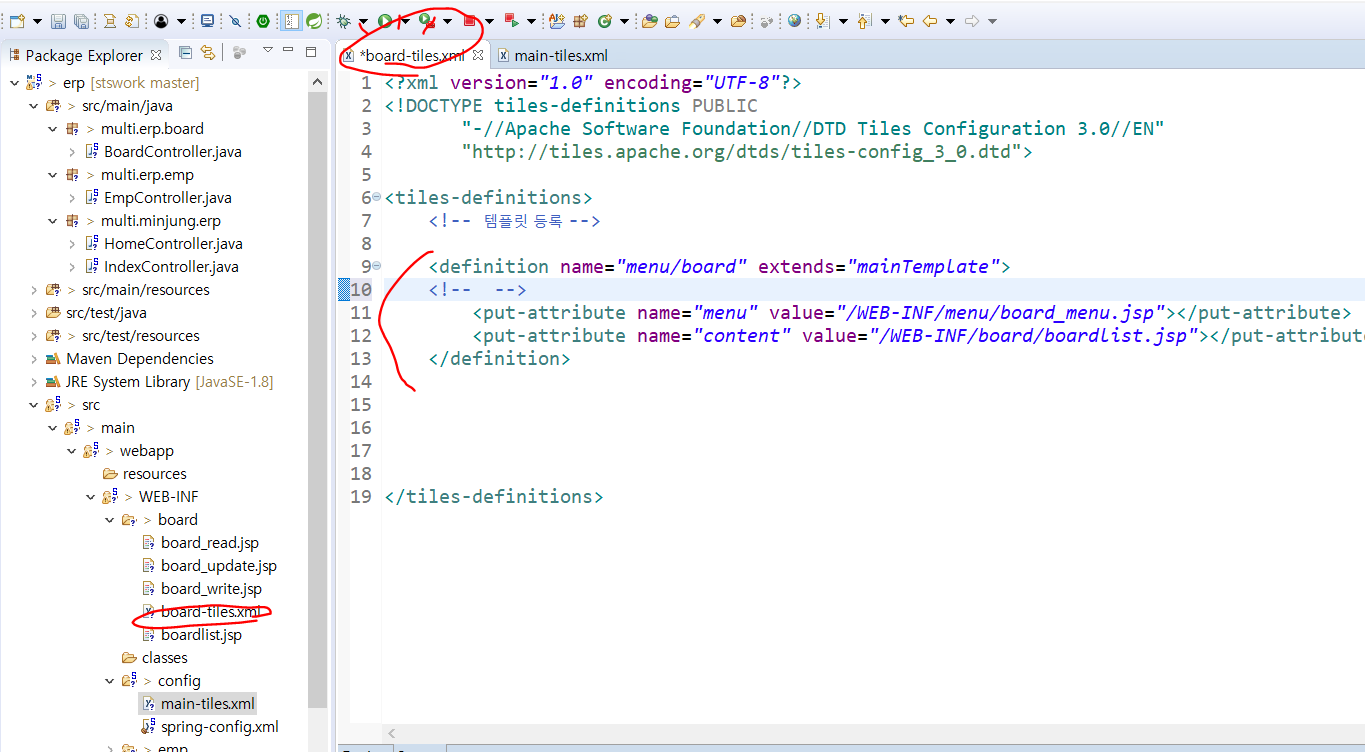 Package Explorer
erp [stswork master]
src/main/java
multi.erp.board
BoardController.java
multi.erp.emp
EmpController.java
multi.minjung.erp
HomeController.java
IndexController.java
src/main/resources
src/test/java
src/test/resources
Maven Dependencies
JRE System Library [JavaSE-1.8]
src
main
webapp
resources
WEB-INF
board
board_read.jsp
board_update.jsp
board_write.jsp
board-tiles.xml
boardlist.jsp
classes
config
main-tiles.xml
spring-config.xml
emp
*board-tiles.xml
main-tiles.xml
1 <?xml version="1.0" encoding="UTF-8"?>
2 <!DOCTYPE tiles-definitions PUBLIC
3 "-//Apache Software Foundation//DTD Tiles Configuration 3.0//EN"
4 "http://tiles.apache.org/dtds/tiles-config_3_0.dtd">
5
6 <tiles-definitions>
7 <!-- 템플릿 등록 -->
8
9 <definition name="menu/board" extends="mainTemplate">
10 <!--  -->
11 <put-attribute name="menu" value="/WEB-INF/menu/board_menu.jsp"></put-attribute>
12 <put-attribute name="content" value="/WEB-INF/board/boardlist.jsp"></put-attribute
13 </definition>
14
15
16
17
18
19 </tiles-definitions>